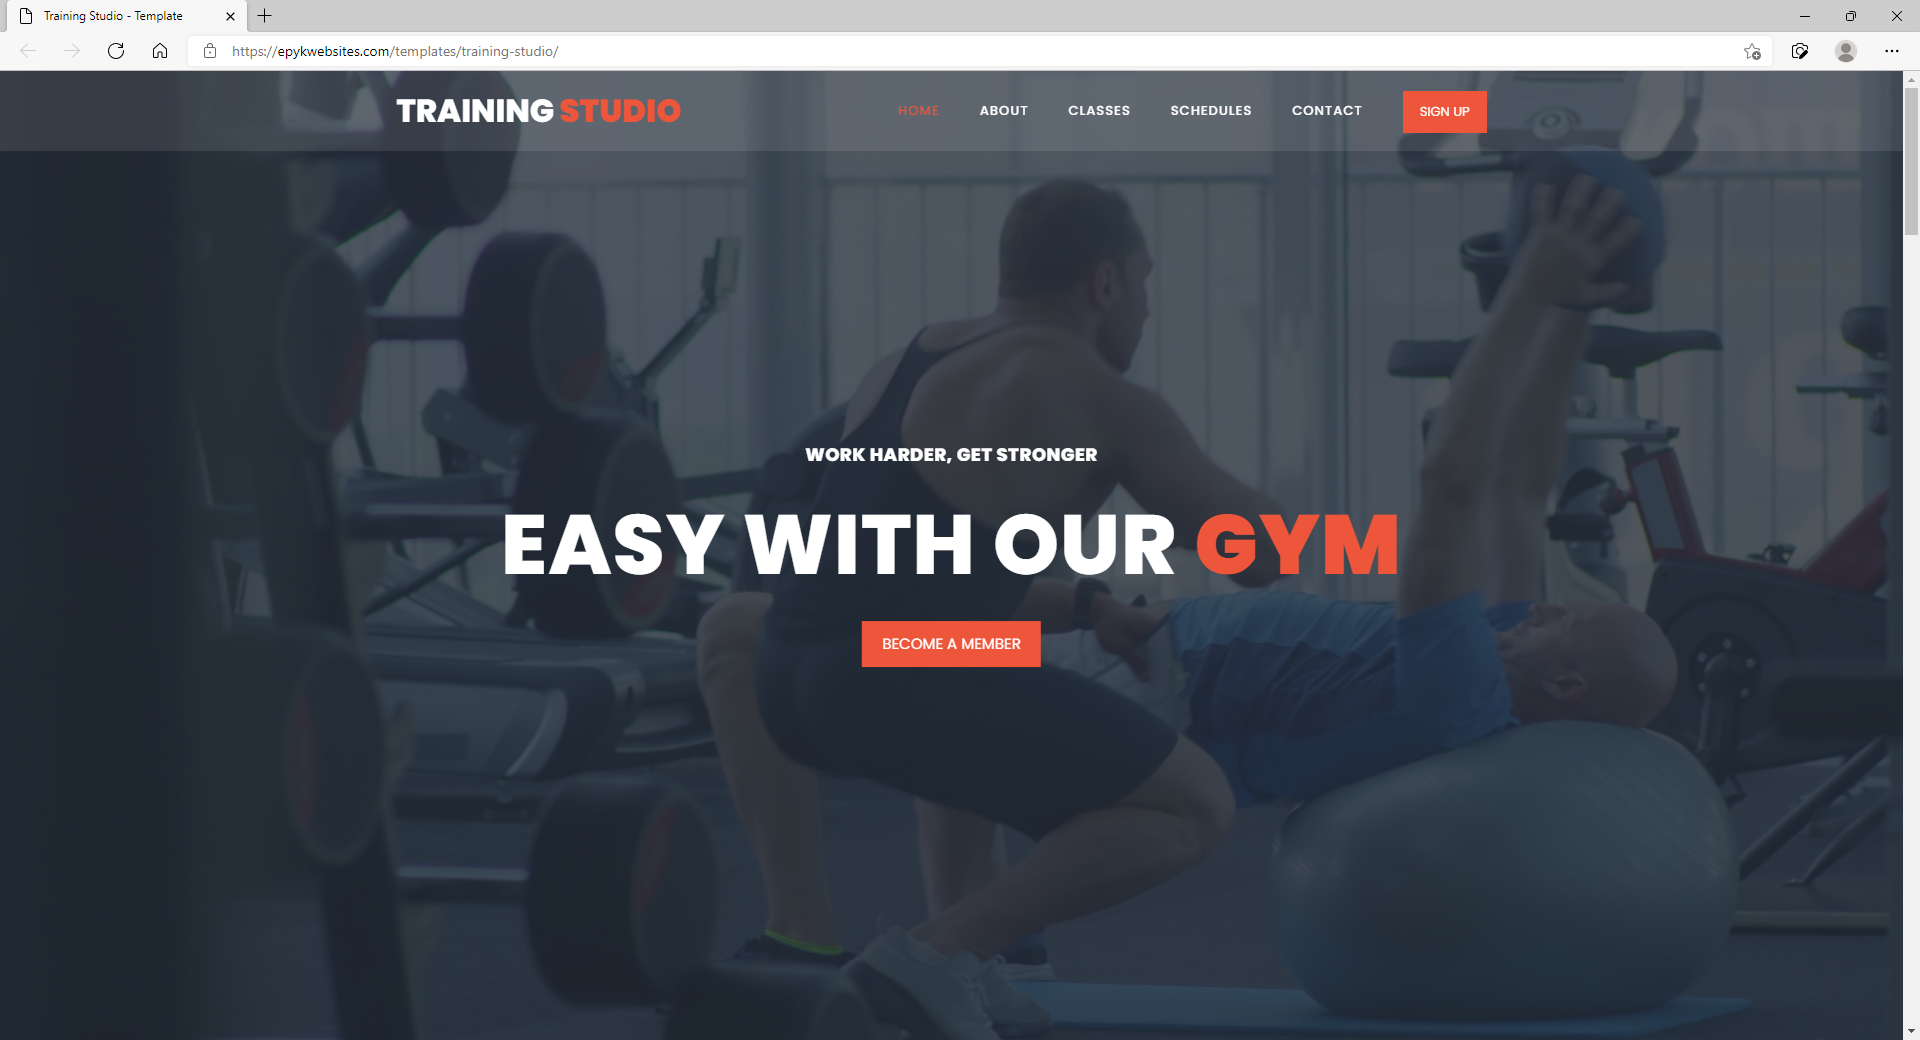 Training Studio - Template
https://epykwebsites.com/templates/training-studio/
TRAINING STUDIO
HOME
ABOUT
CLASSES
SCHEDULES
CONTACT
SIGN UP
WORK HARDER, GET STRONGER
EASY WITH OUR GYM
BECOME A MEMBER